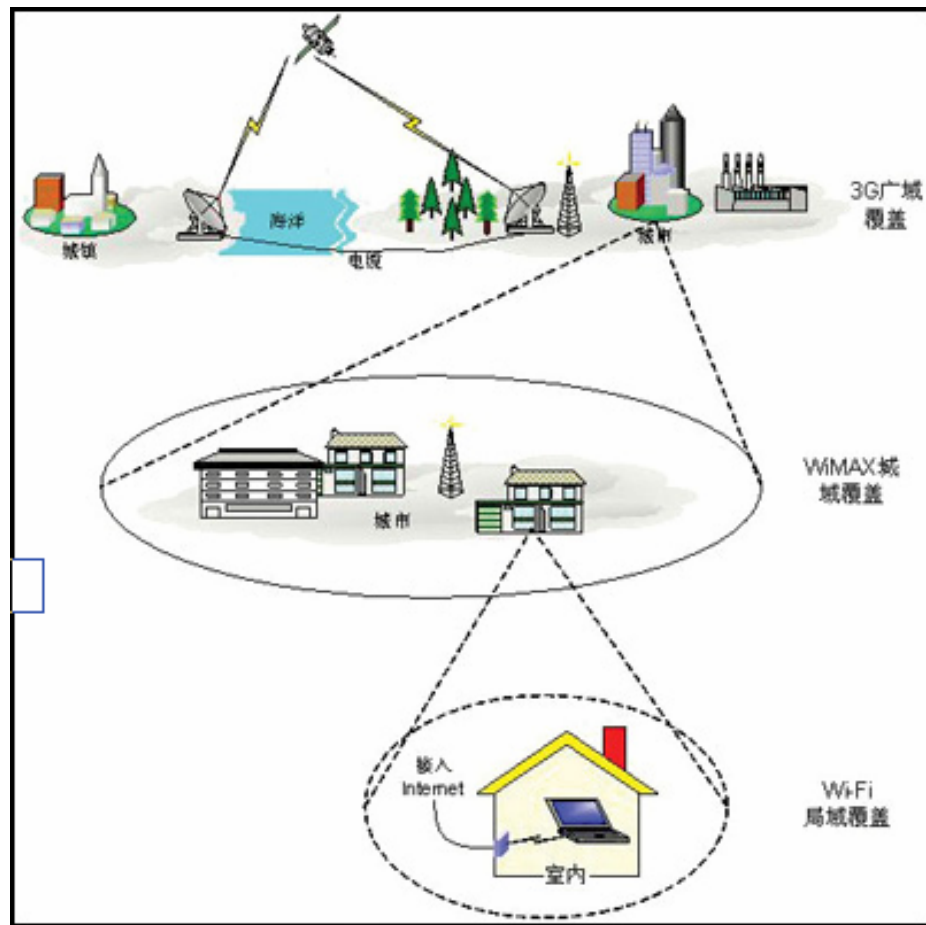 3G广域
覆盖
海洋
城镇
城市
电缆
WiMAX城
域覆盖
城市
接入
Internet
Wi-Fi
局域覆盖
室内